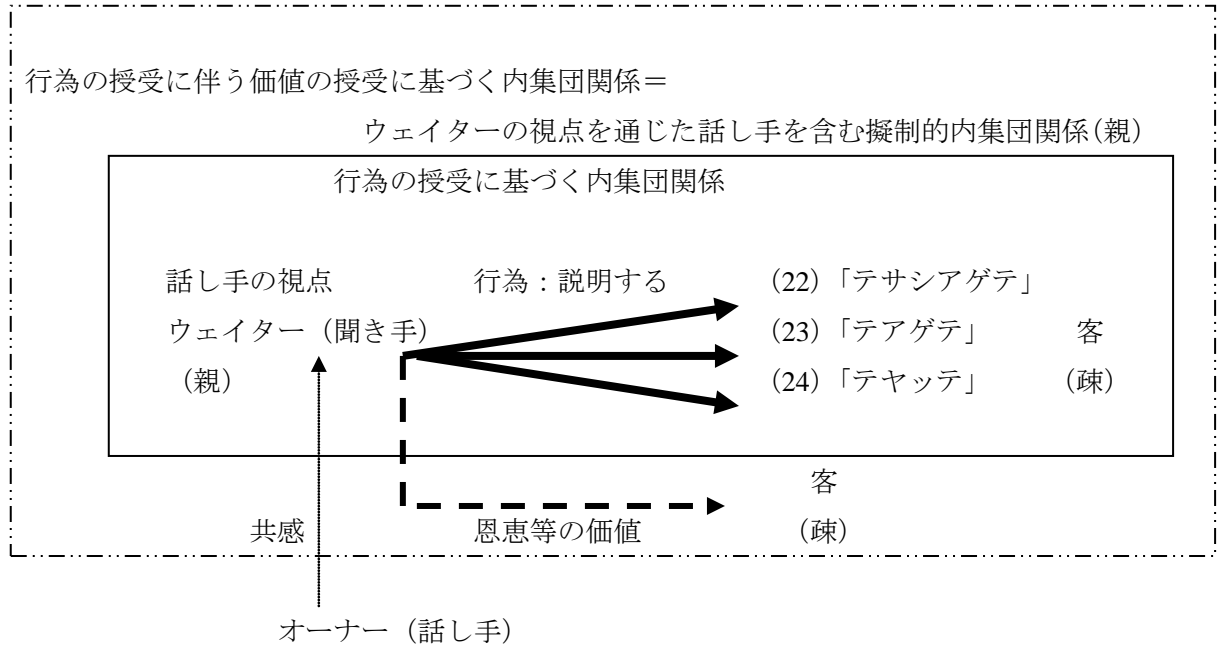 行為の授受に伴う価値の授受に基づく内集団関係＝
ウェイターの視点を通じた話し手を含む擬制的内集団関係(親)
行為の授受に基づく内集団関係
話し手の視点 行為：説明する (22)「テサシアゲテ」
ウェイター（聞き手） (23)「テアゲテ」 客
（親） (24)「テヤッテ」 （疎）
客
共感 恩恵等の価値 （疎）
オーナー（話し手）